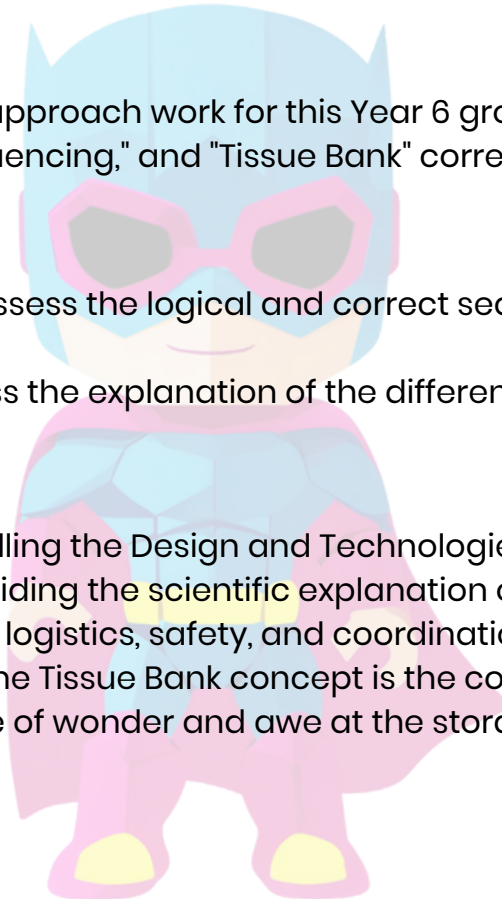 approach work for this Year 6 gro
uencing," and "Tissue Bank" corre
ssess the logical and correct sec
ss the explanation of the differen
lling the Design and Technologie
iding the scientific explanation o
logistics, safety, and coordinatio
he Tissue Bank concept is the co
e of wonder and awe at the stora